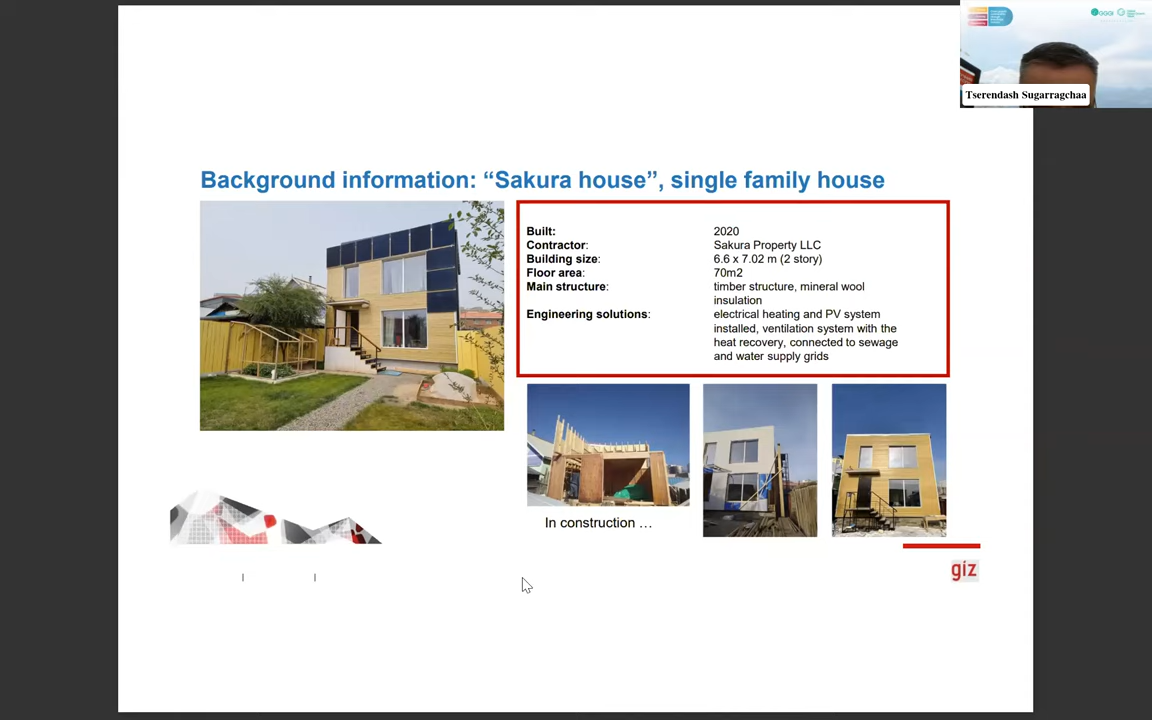 GGGI
Tserendash Sugarragchaa
Background information: “Sakura house”, single family house
Built: 2020
Contractor: Sakura Property LLC
Building size: 6.6 x 7.02 m (2 story)
Floor area: 70m2
Main structure: timber structure, mineral wool
insulation
Engineering solutions: electrical heating and PV system
installed, ventilation system with the
heat recovery, connected to sewage
and water supply grids
In construction …
giz